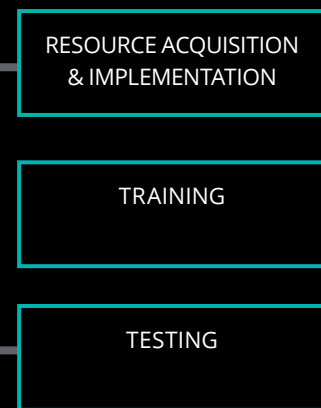 RESOURCE ACQUISITION
& IMPLEMENTATION
TRAINING
TESTING